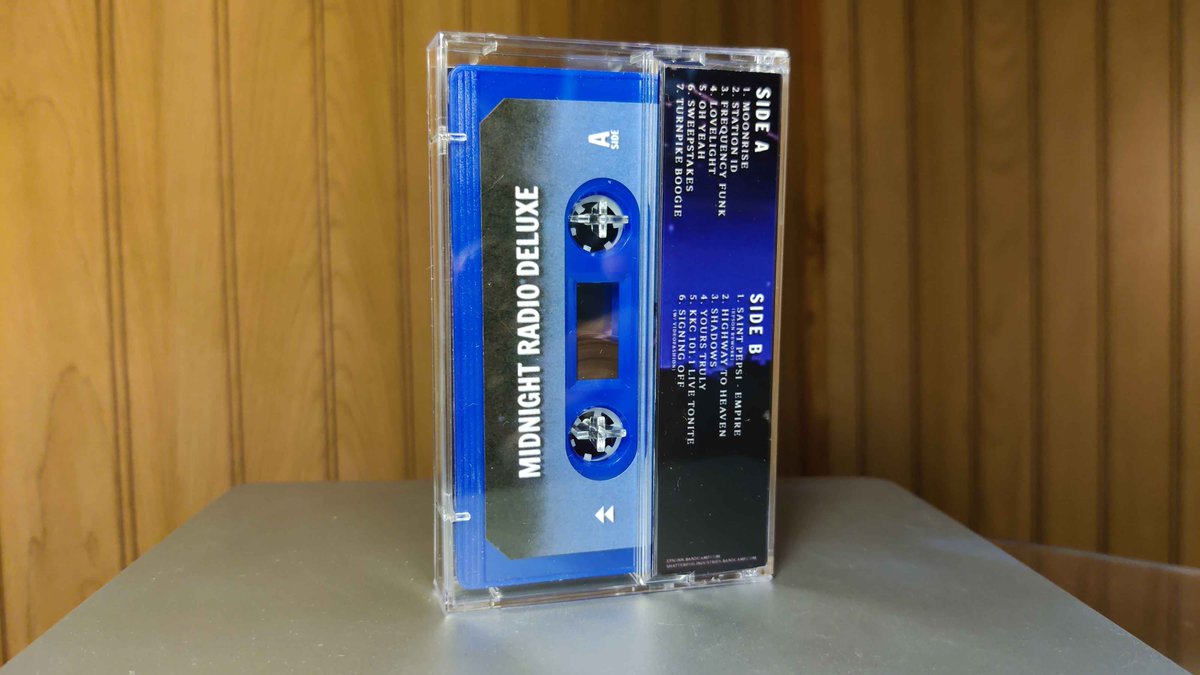 MIDNIGHT RADIO DELUXE
SIDE
A
SIDE A
1. MOONRISE
2. STATION ID
3. FREQUENCY FUNK
4. LOVELIGHT
5. OH YEAH
6. SWEEPSTAKES
7. TURNPIKE BOOGIE
SIDE B
1. SAINT PEPSI - EMPIRE
2. HIGHWAY TO HEAVEN
3. SHADOWS
4. YOURS TRULY
5. KKC 101.1 LIVE TONITE
6. SIGNING OFF
(W/ VIDEOFASHION)